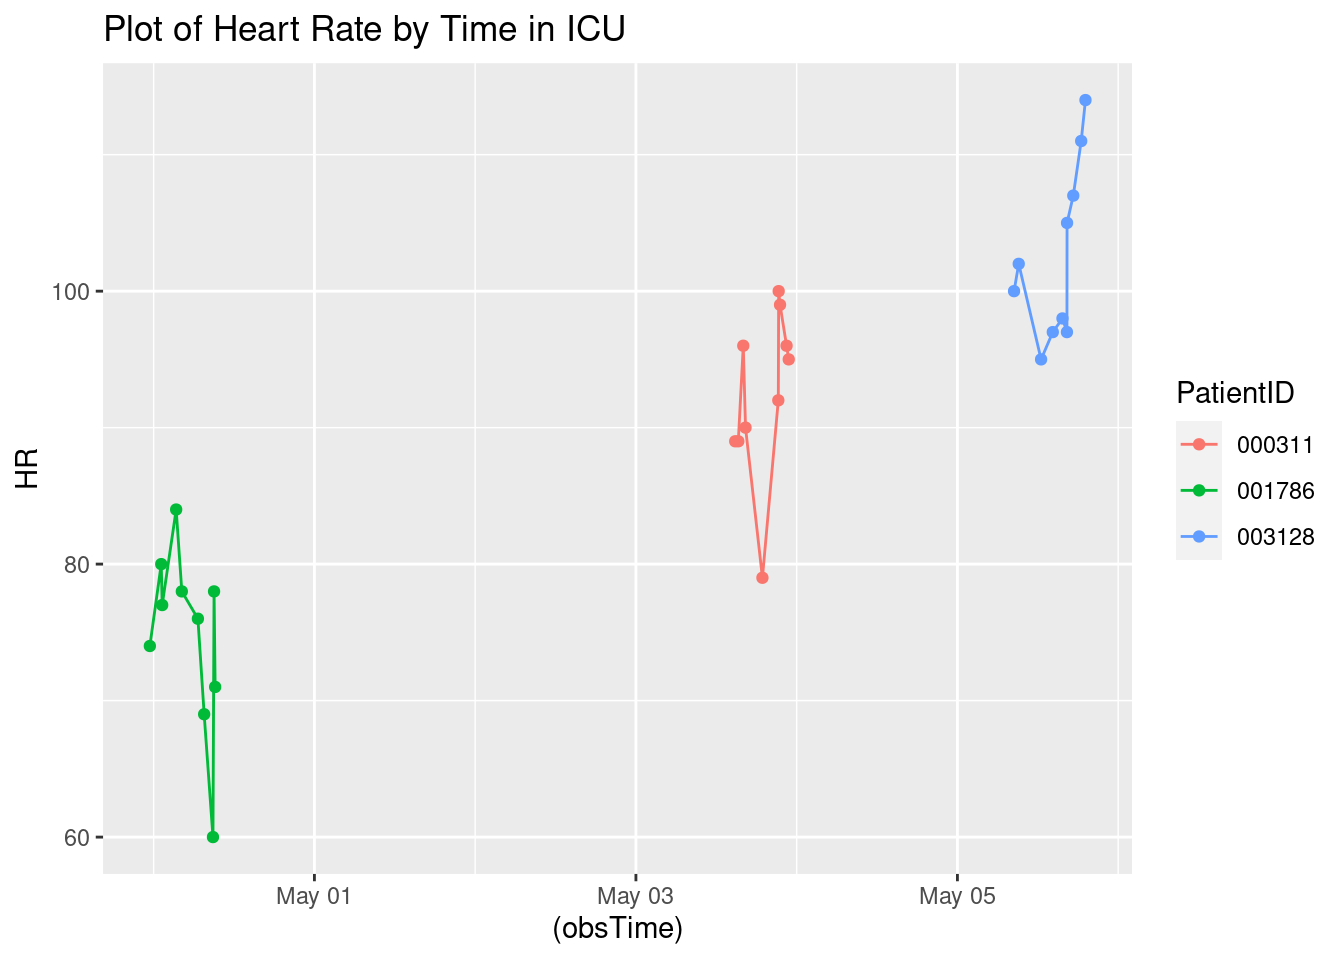 Plot of Heart Rate by Time in ICU
HR
100
80
60
May 01
May 03
May 05
(obsTime)
PatientID
000311
001786
003128